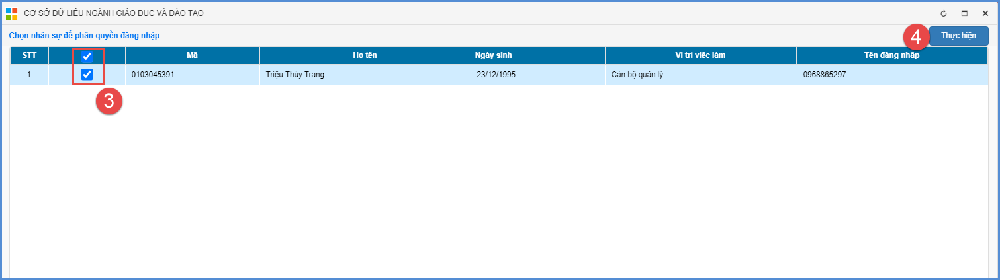 CƠ SỞ DỮ LIỆU NGÀNH GIÁO DỤC VÀ ĐÀO TẠO
Chọn nhân sự để phân quyền đăng nhập
4 Thực hiện
STT Mã Họ tên Ngày sinh Vị trí việc làm Tên đăng nhập
1 0103045391 Triệu Thùy Trang 23/12/1995 Cán bộ quản lý 0968865297
3